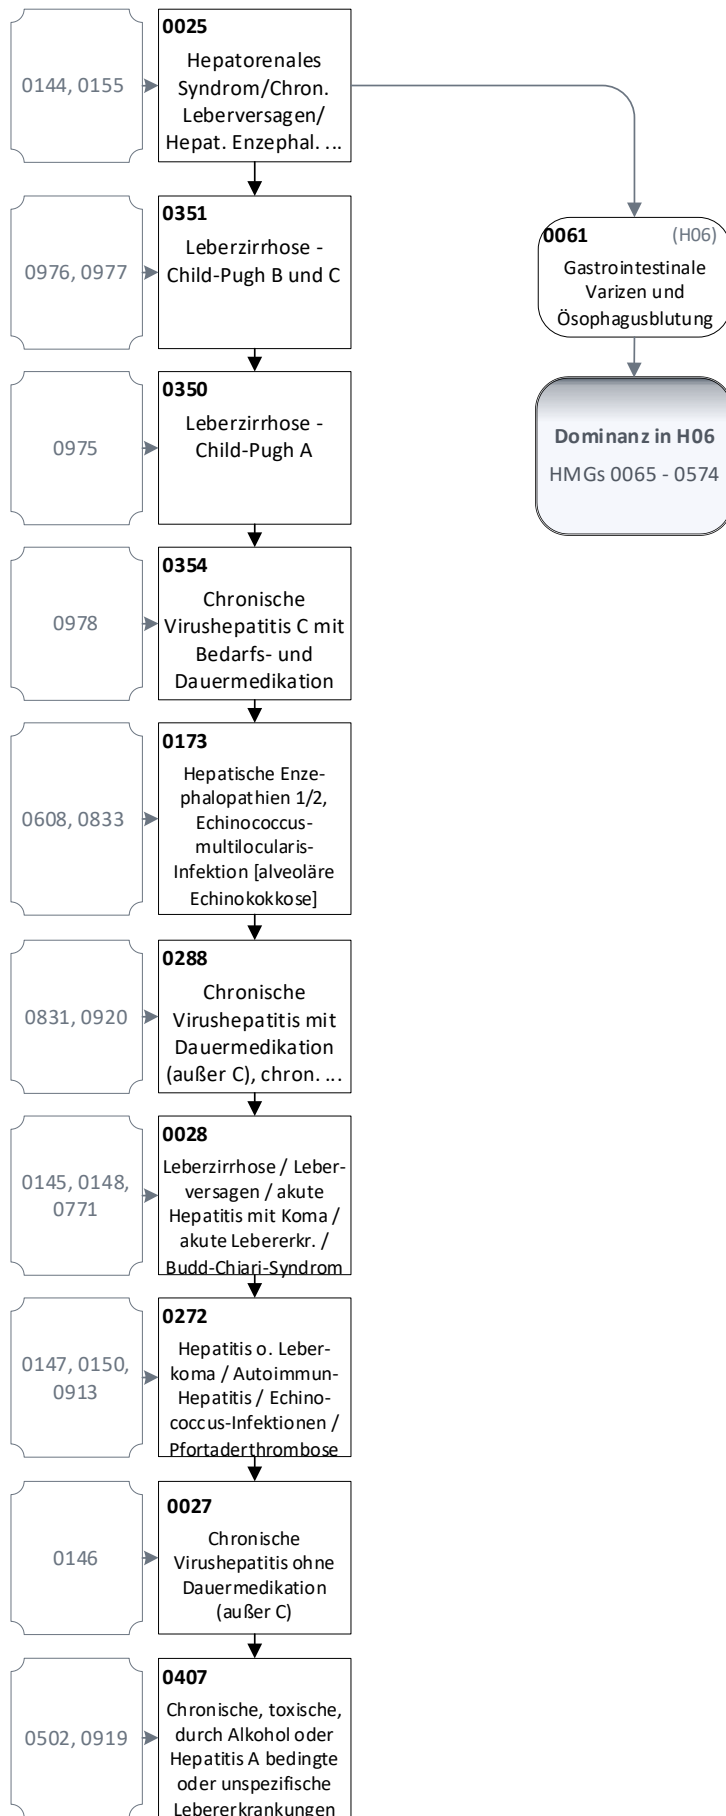 0144, 0155
0025
Hepatorenales
Syndrom/Chron.
Leberversagen/
Hepat. Enzephal. ...
0976, 0977
0351
Leberzirrhose -
Child-Pugh B und C
0061
(H06)
Gastrointestinale
Varizen und
Ösophagusblutung
0975
0350
Leberzirrhose -
Child-Pugh A
Dominanz in H06
HMGs 0065 - 0574
0978
0354
Chronische
Virushepatitis C mit
Bedarfs- und
Dauermedikation
0608, 0833
0173
Hepatische Enze-
phalopathien 1/2,
Echinococcus-
multilocularis-
Infektion [alveoläre
Echinokokkose]
0831, 0920
0288
Chronische
Virushepatitis mit
Dauermedikation
(außer C), chron. ...
0145, 0148,
0771
0028
Leberzirrhose / Leber-
versagen / akute
Hepatitis mit Koma /
akute Lebererkr. /
Budd-Chiari-Syndrom
0147, 0150,
0913
0272
Hepatitis o. Leber-
koma / Autoimmun-
Hepatitis / Echino-
coccus-Infektionen /
Pfortaderthrombose
0146
0027
Chronische
Virushepatitis ohne
Dauermedikation
(außer C)
0502, 0919
0407
Chronische, toxische,
durch Alkohol oder
Hepatitis A bedingte
oder unspezifische
Lebererkrankungen